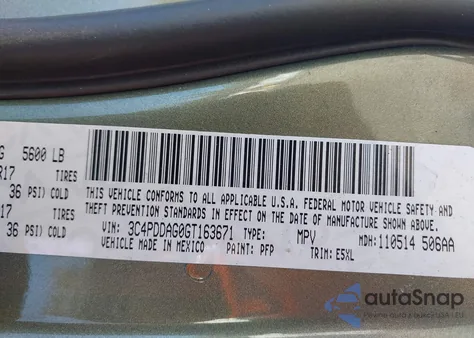 G 5600 LB
R17 TIRES
36 PSI) COLD
17 TIRES
36 PSI) COLD
THIS VEHICLE CONFORMS TO ALL APPLICABLE U.S.A. FEDERAL MOTOR VEHICLE SAFETY AND
THEFT PREVENTION STANDARDS IN EFFECT ON THE DATE OF MANUFACTURE SHOWN ABOVE.
VIN: 3C4PDDAG0GT163671 TYPE: MPV MDH: 110514 506AA
VEHICLE MADE IN MEXICO PAINT: PFP TRIM: E5XL
autoSnap